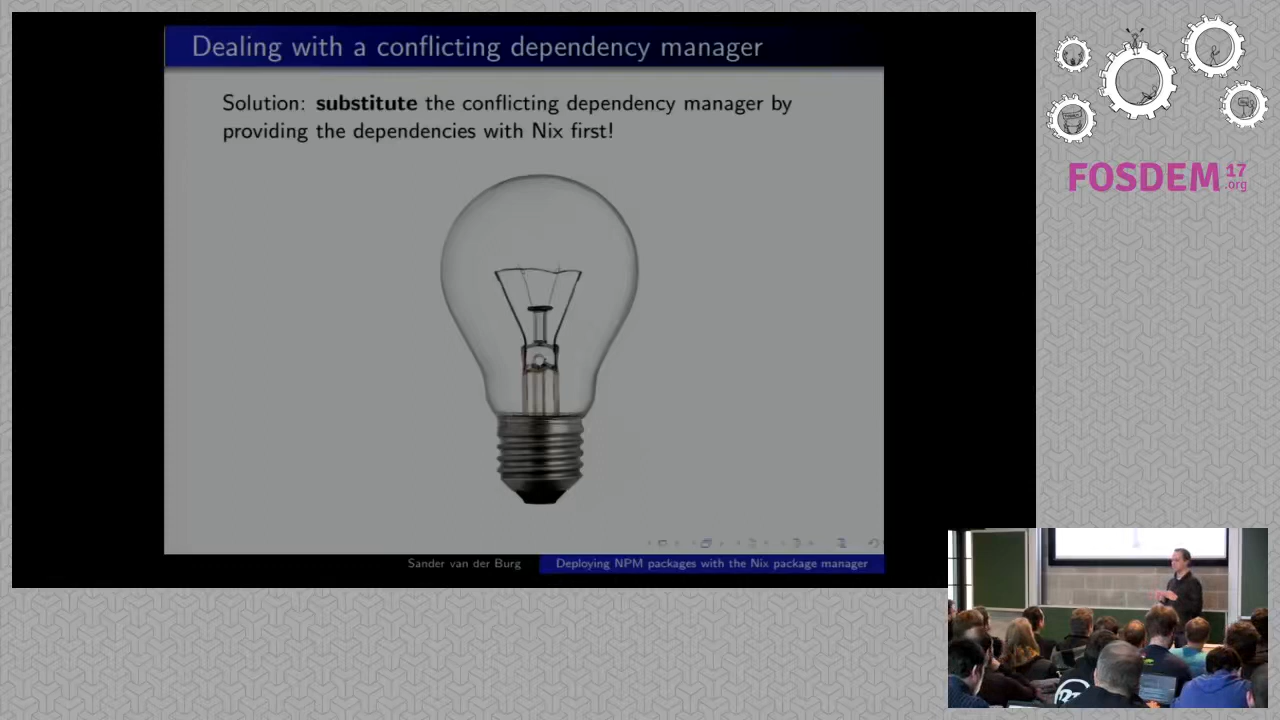 Dealing with a conflicting dependency manager
Solution: substitute the conflicting dependency manager by
providing the dependencies with Nix first!
Sander van der Burg
Deploying NPM packages with the Nix package manager
FOSDEM 17
.org